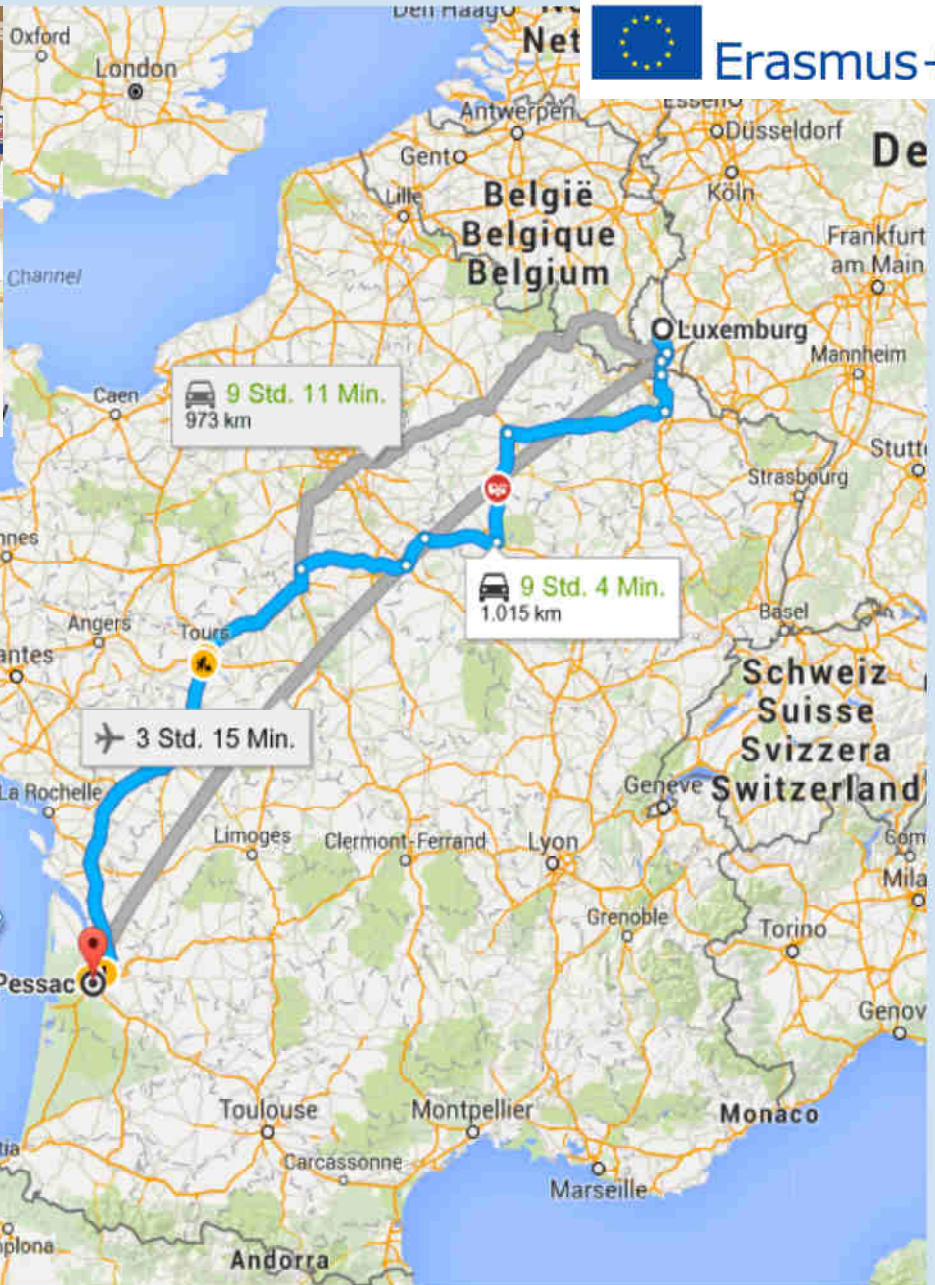 Den Haag
Net
Erasmus+
Oxford
London
Antwerpen
Essen
Düsseldorf
De
Gent
Köln
Lille
België
Belgique
Belgium
Frankfurt
am Main
Channel
Luxemburg
Mannheim
9 Std. 11 Min.
973 km
Caen
Strasbourg
9 Std. 4 Min.
1.015 km
Basel
Angers
Tours
Schweiz
Suisse
Svizzera
Switzerland
3 Std. 15 Min.
La Rochelle
Genève
Limoges
Clermont-Ferrand
Lyon
Grenoble
Torino
Pessac
Genov
Toulouse
Montpellier
Monaco
Carcassonne
Marseille
Andorra